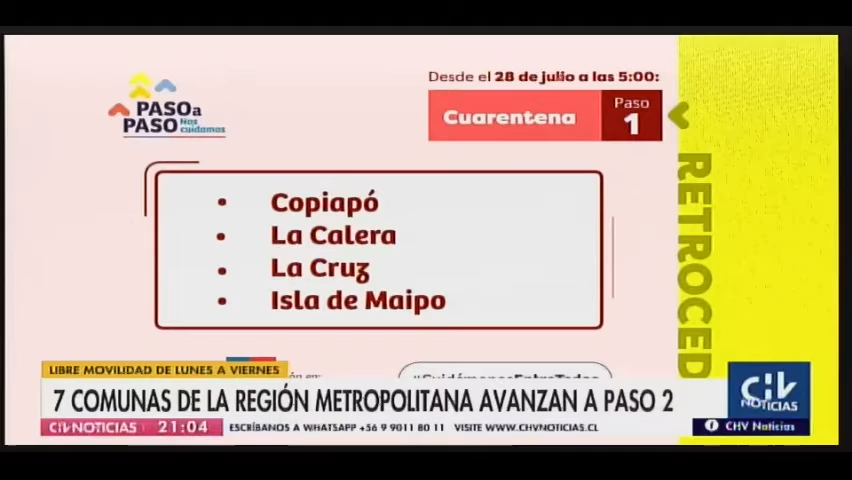 PASO a
PASO Nos
cuidamos
Desde el 28 de julio a las 5:00:
Cuarentena
Paso
1
RETROCED
• Copiapó
• La Calera
• La Cruz
• Isla de Maipo
#CuidémonosEntreTodos
LIBRE MOVILIDAD DE LUNES A VIERNES
7 COMUNAS DE LA REGIÓN METROPOLITANA AVANZAN A PASO 2
CHV NOTICIAS
CHV NOTICIAS 21:04 ESCRÍBANOS A WHATSAPP +56 9 9011 80 11 VISITE WWW.CHVNOTICIAS.CL
CHV Noticias